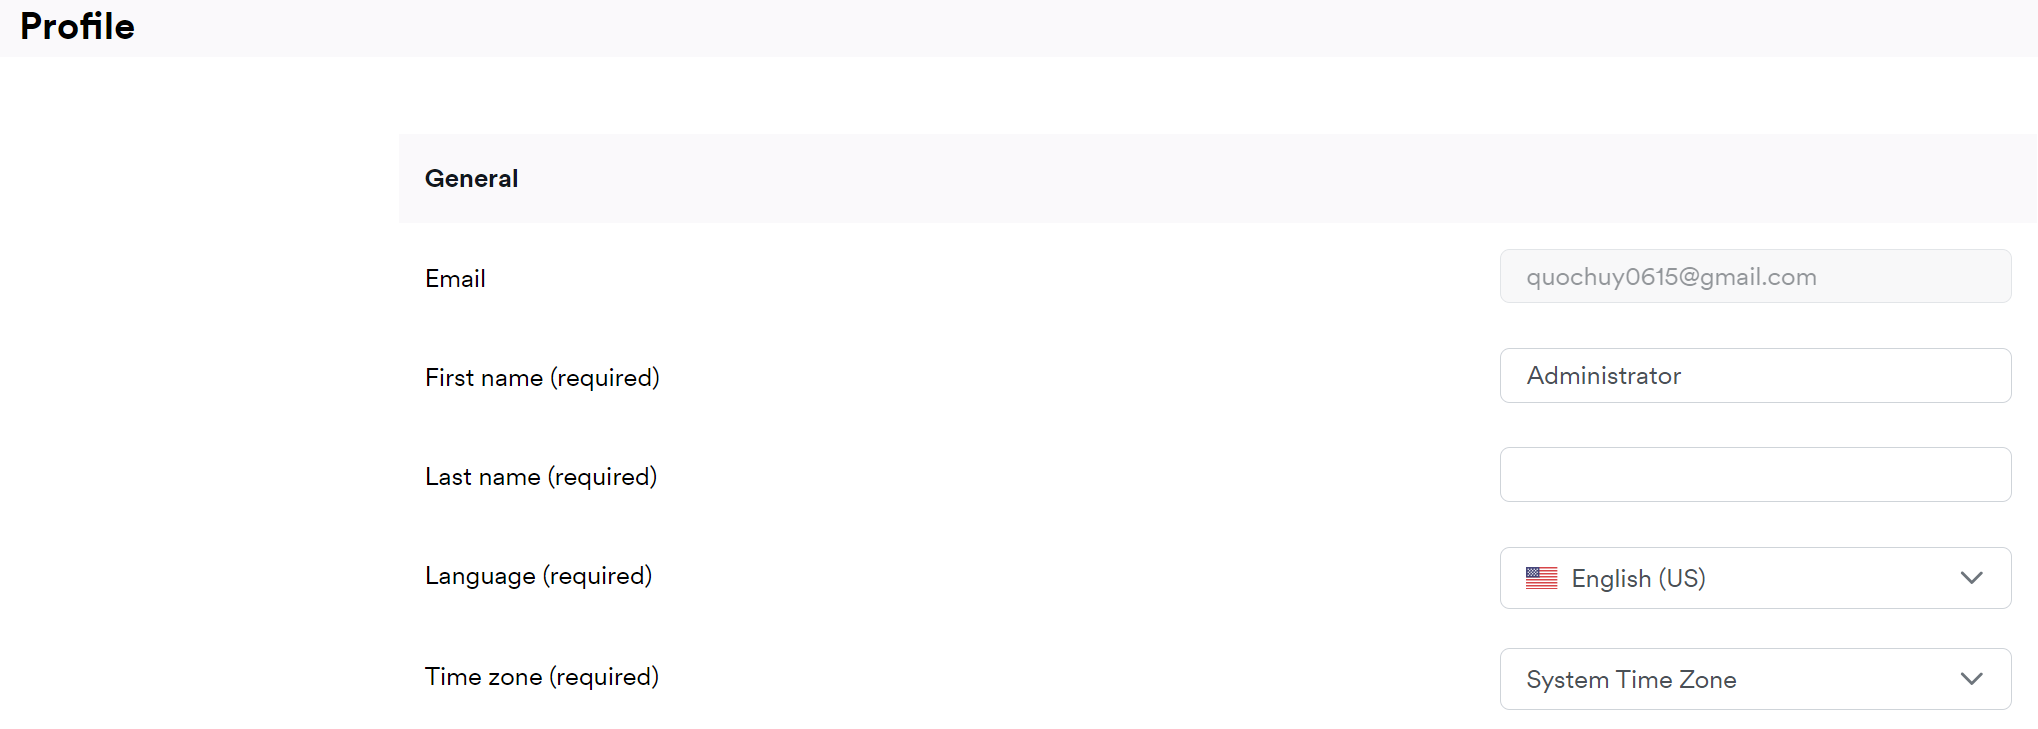 Profile
General
Email
quochuy0615@gmail.com
First name (required)
Administrator
Last name (required)
Language (required)
English (US)
Time zone (required)
System Time Zone